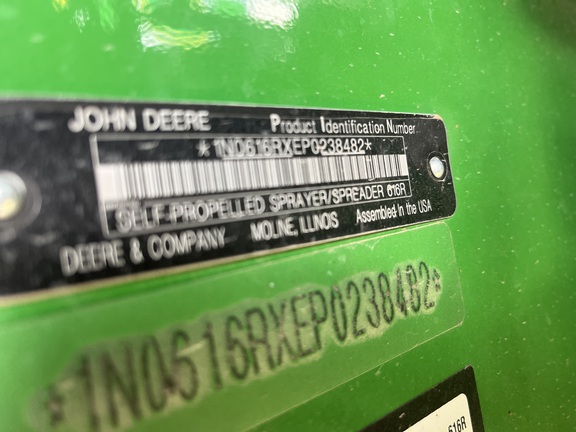 JOHN DEERE Product Identification Number
*1N0616RXEP0238482*
SELF-PROPELLED SPRAYER/SPREADER 616R
DEERE & COMPANY MOLINE, ILLINOIS Assembled in the USA
*1N0616RXEP0238482*
616R